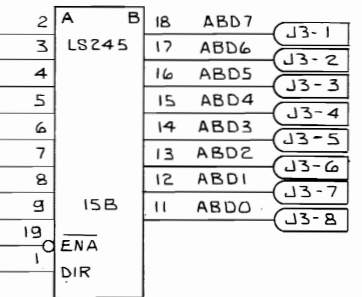 2 A B 18 ABD7 J3-1
3 LS245 17 ABD6 J3-2
4 16 ABD5 J3-3
5 15 ABD4 J3-4
6 14 ABD3 J3-5
7 13 ABD2 J3-6
8 12 ABD1 J3-7
9 15B 11 ABD0 J3-8
19 ENA
1 DIR